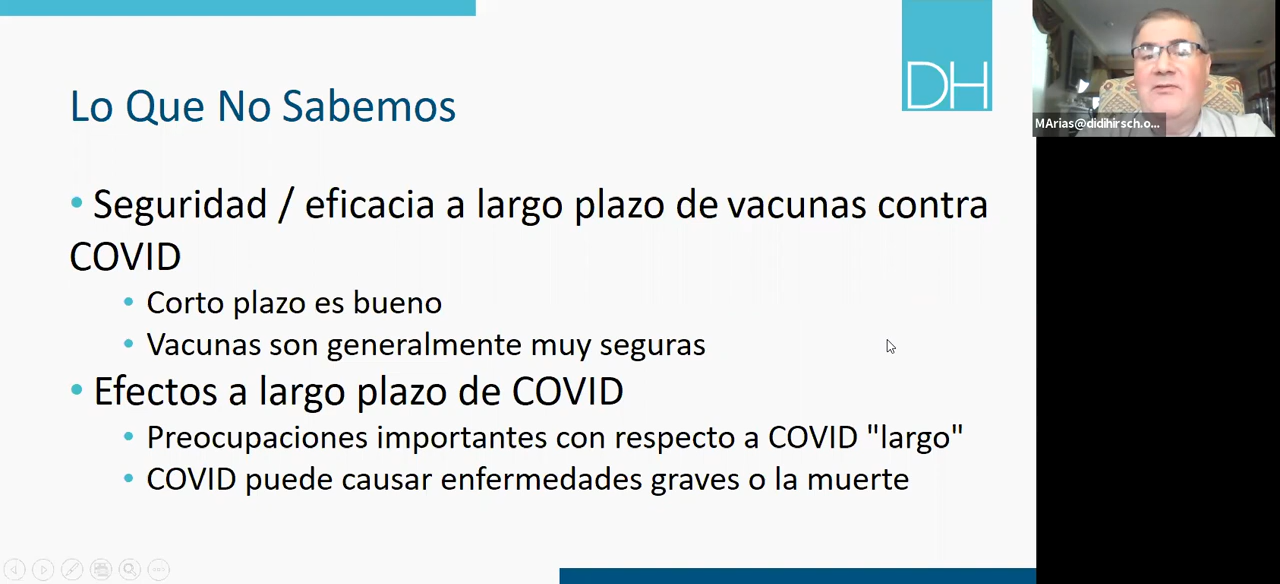 DH
MArias@didihirsch.o...
Lo Que No Sabemos
• Seguridad / eficacia a largo plazo de vacunas contra
COVID
• Corto plazo es bueno
• Vacunas son generalmente muy seguras
• Efectos a largo plazo de COVID
• Preocupaciones importantes con respecto a COVID "largo"
• COVID puede causar enfermedades graves o la muerte